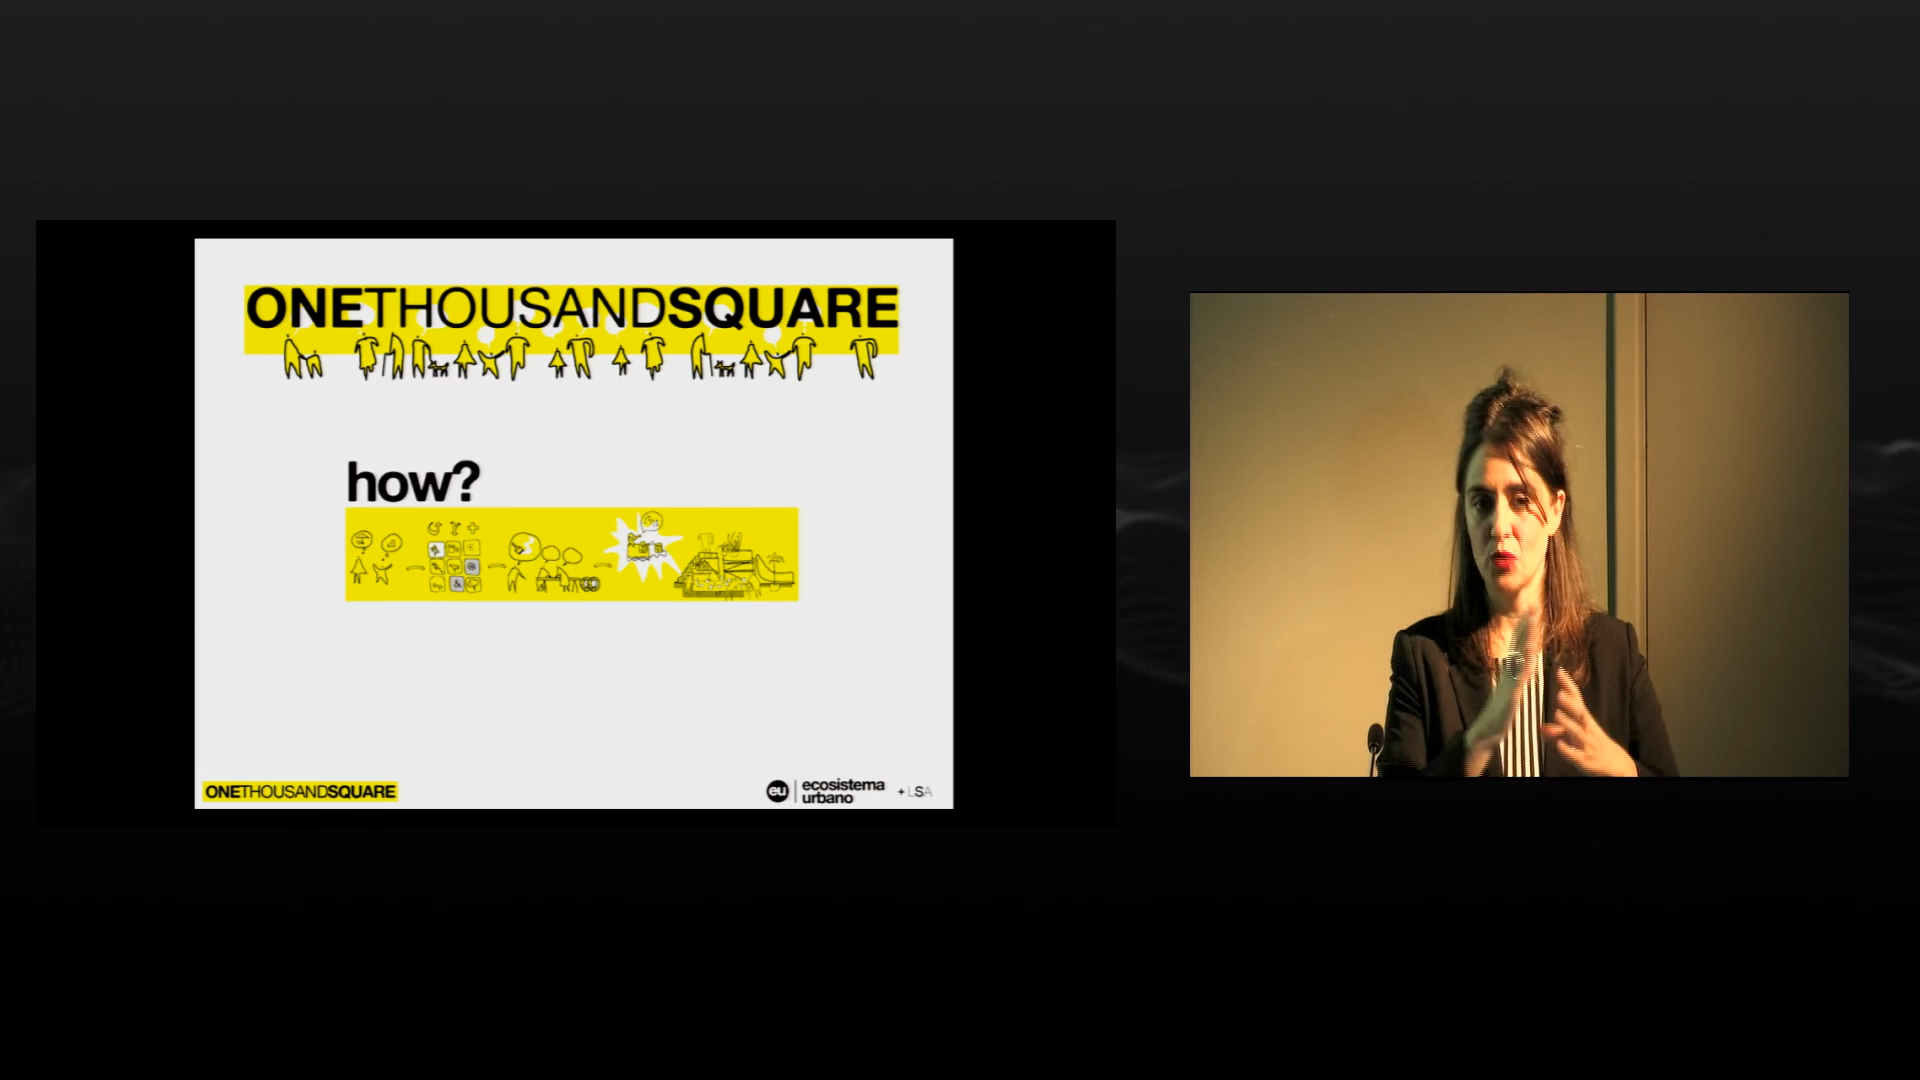 ONETHOUSANDSQUARE
how?
ONETHOUSANDSQUARE
eu
ecosistema
urbano
+ LSA